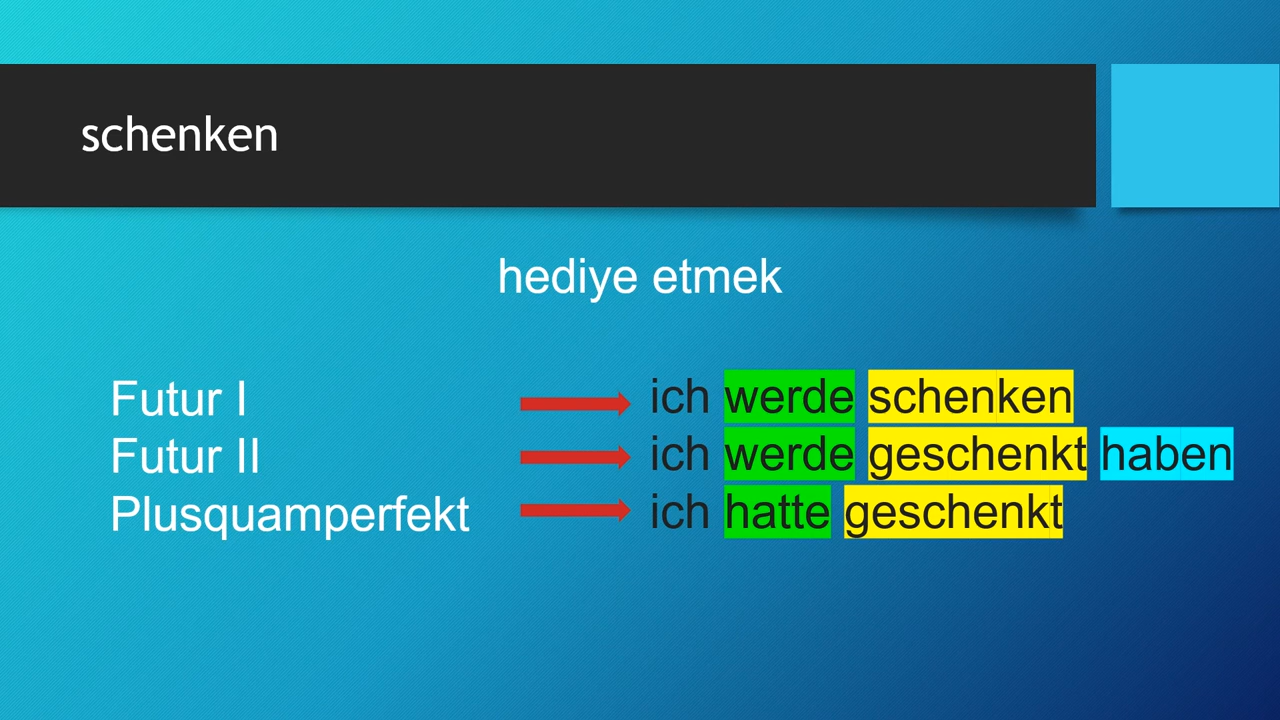 schenken
hediye etmek
Futur I ich werde schenken
Futur II ich werde geschenkt haben
Plusquamperfekt ich hatte geschenkt